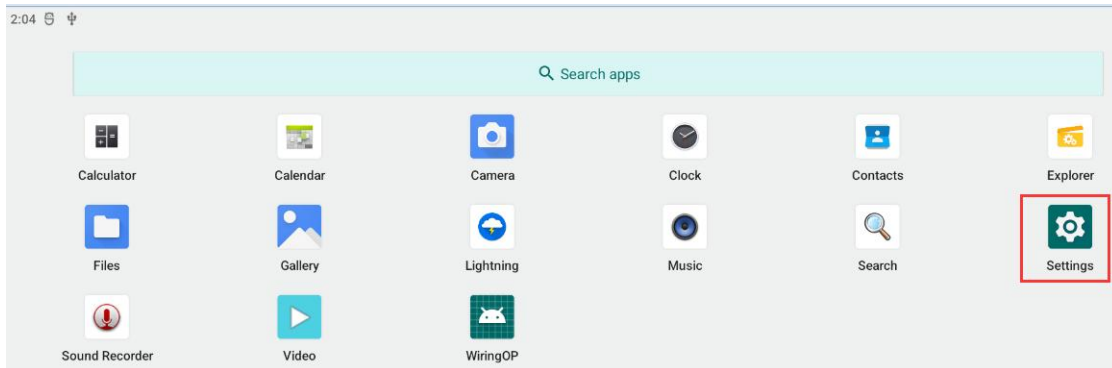 2:04
Search apps
Calculator Calendar Camera Clock Contacts Explorer
Files Gallery Lightning Music Search Settings
Sound Recorder Video WiringOP